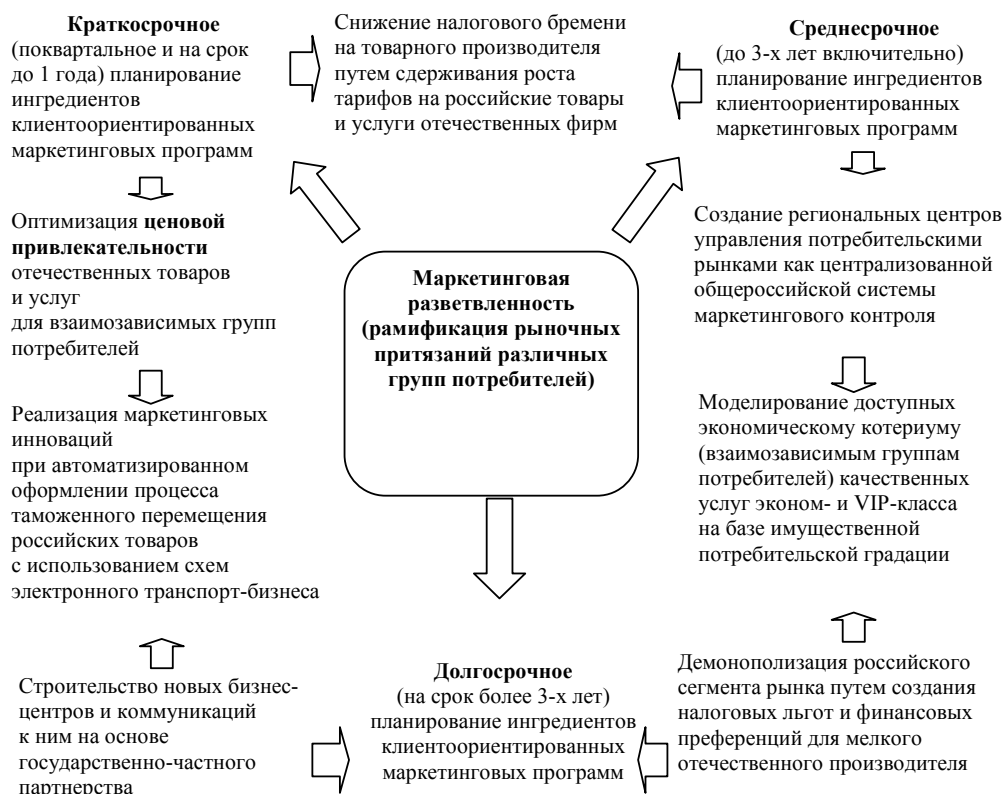 Краткосрочное
(поквартальное и на срок
до 1 года) планирование
ингредиентов
клиентоориентированных
маркетинговых программ
Снижение налогового бремени
на товарного производителя
путем сдерживания роста
тарифов на российские товары
и услуги отечественных фирм
Среднесрочное
(до 3-х лет включительно)
планирование ингредиентов
клиентоориентированных
маркетинговых программ
Оптимизация ценовой
привлекательности
отечественных товаров
и услуг
для взаимозависимых групп
потребителей
Маркетинговая
разветвленность
(рамификация рыночных
притязаний различных
групп потребителей)
Создание региональных центров
управления потребительскими
рынками как централизованной
общероссийской системы
маркетингового контроля
Реализация маркетинговых
инноваций
при автоматизированном
оформлении процесса
таможенного перемещения
российских товаров
с использованием схем
электронного транспорт-бизнеса
Моделирование доступных
экономическому котериуму
(взаимозависимым группам
потребителей) качественных
услуг эконом- и VIP-класса
на базе имущественной
потребительской градации
Строительство новых бизнес-
центров и коммуникаций
к ним на основе
государственно-частного
партнерства
Долгосрочное
(на срок более 3-х лет)
планирование ингредиентов
клиентоориентированных
маркетинговых программ
Демонополизация российского
сегмента рынка путем создания
налоговых льгот и финансовых
преференций для мелкого
отечественного производителя